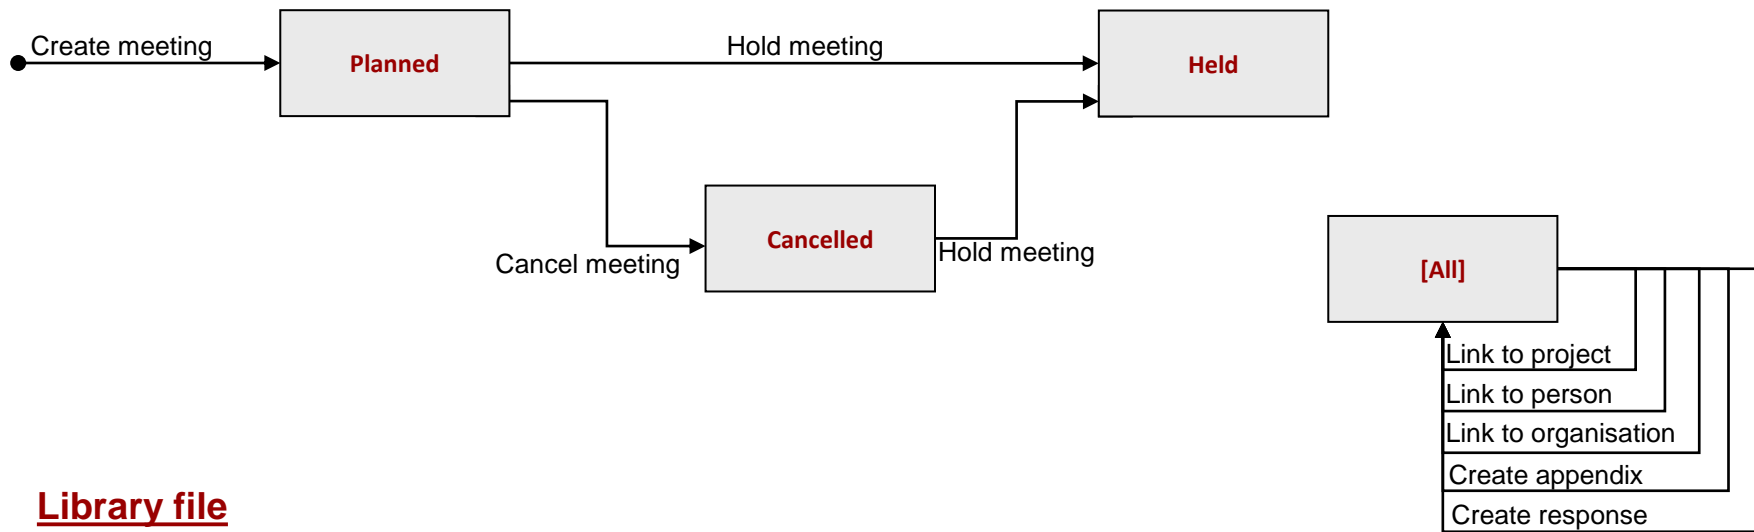 Create meeting
Planned
Hold meeting
Held
Cancel meeting
Cancelled
Hold meeting
[All]
Link to project
Link to person
Link to organisation
Create appendix
Create response
Library file